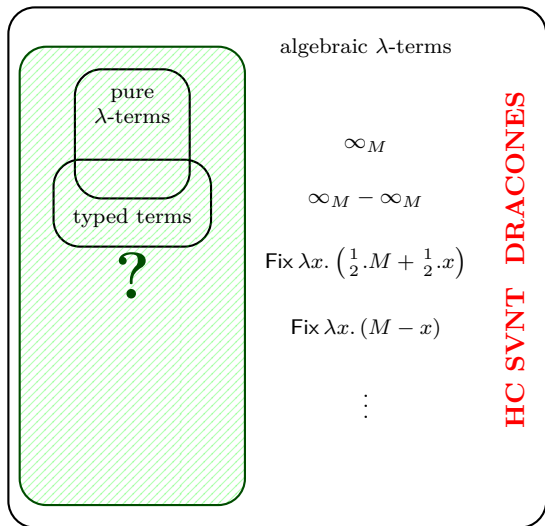 algebraic λ-terms
pure
λ-terms
typed terms
?
∞_M
∞_M − ∞_M
Fix λx. (½.M + ½.x)
Fix λx. (M − x)
⋮
HC SVNT DRACONES